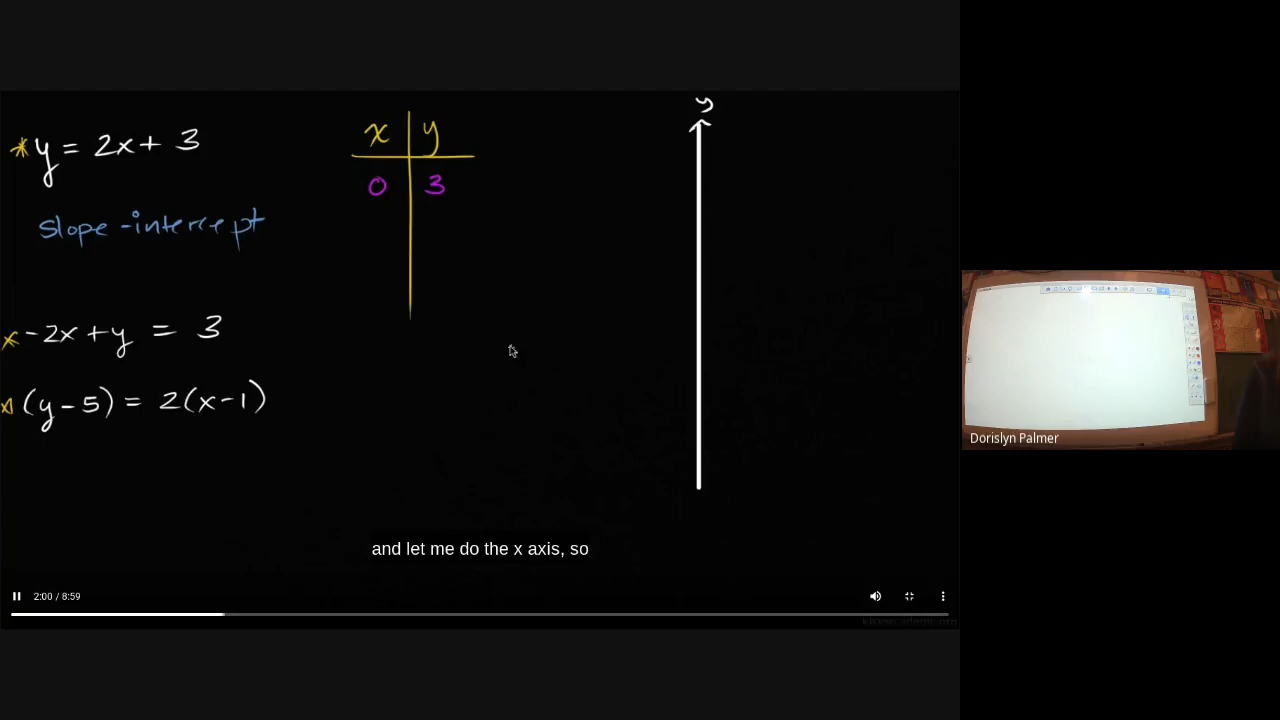 y
* y = 2x + 3
x y
0 3
slope-intercept
-2x + y = 3
(y - 5) = 2(x - 1)
Dorislyn Palmer
and let me do the x axis, so
2:00 / 8:59